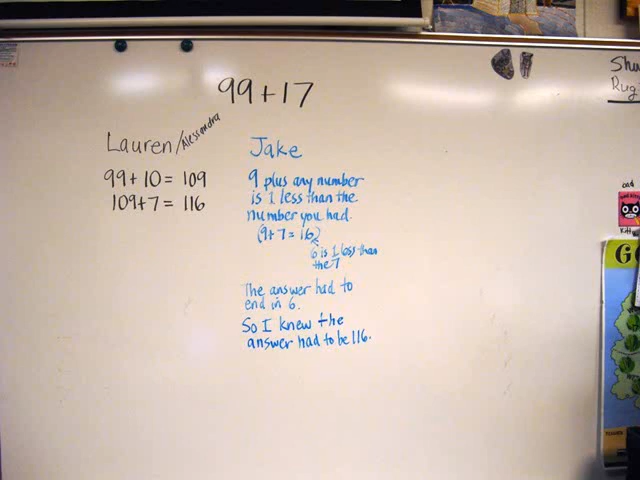 99+17
Lauren/Alessandra
99+10=109
109+7=116
Jake
9 plus any number
is 1 less than the
number you had.
(9+7=16)
6 is 1 less than
the 7
The answer had to
end in 6.
So I knew the
answer had to be 116.
Shu
Rug